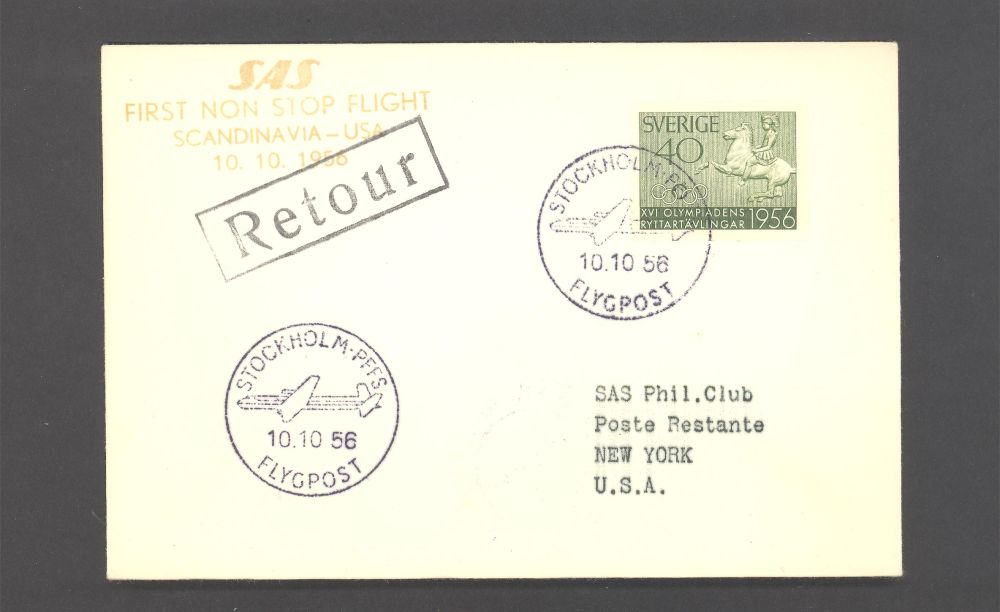 SAS
FIRST NON STOP FLIGHT
SCANDINAVIA – USA
10. 10. 1956
Retour
SVERIGE
40
XVI OLYMPIADENS
RYTTARTÄVLINGAR 1956
STOCKHOLM-P
10.10 56
FLYGPOST
STOCKHOLM-PFFS
10.10 56
FLYGPOST
SAS Phil.Club
Poste Restante
NEW YORK
U.S.A.